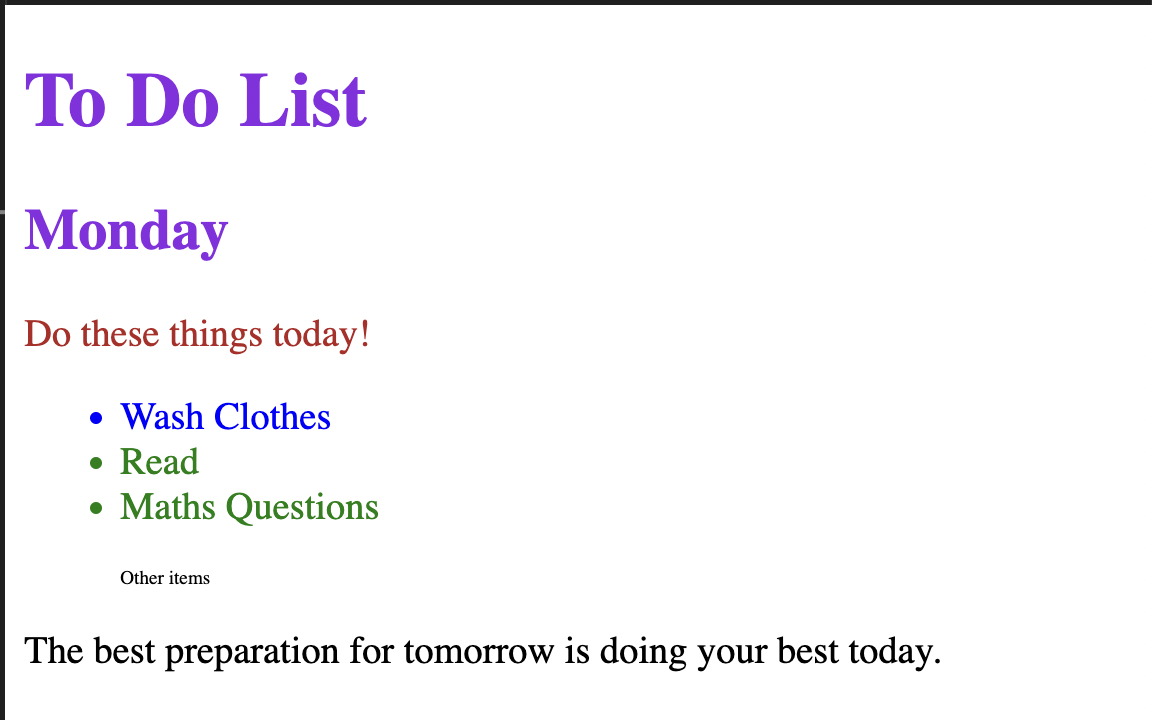 To Do List
Monday
Do these things today!
Wash Clothes
Read
Maths Questions
Other items
The best preparation for tomorrow is doing your best today.